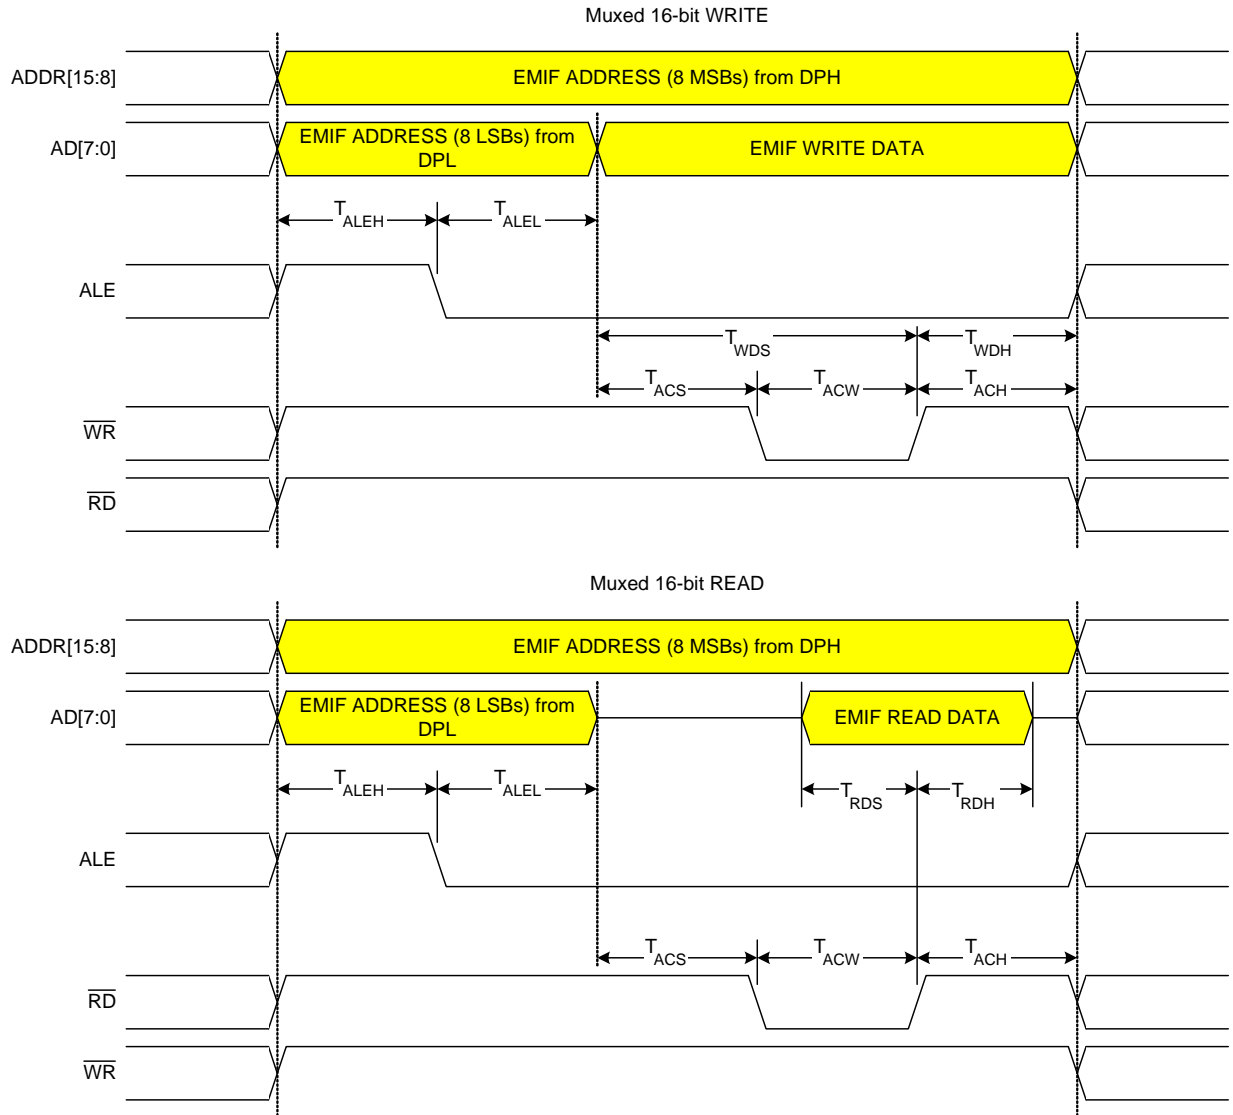 Muxed 16-bit WRITE
ADDR[15:8]
EMIF ADDRESS (8 MSBs) from DPH
AD[7:0]
EMIF ADDRESS (8 LSBs) from
DPL
EMIF WRITE DATA
TALEH
TALEL
ALE
TWDS
TWDH
TACS
TACW
TACH
WR
RD
Muxed 16-bit READ
ADDR[15:8]
EMIF ADDRESS (8 MSBs) from DPH
AD[7:0]
EMIF ADDRESS (8 LSBs) from
DPL
EMIF READ DATA
TALEH
TALEL
TRDS
TRDH
ALE
TACS
TACW
TACH
RD
WR